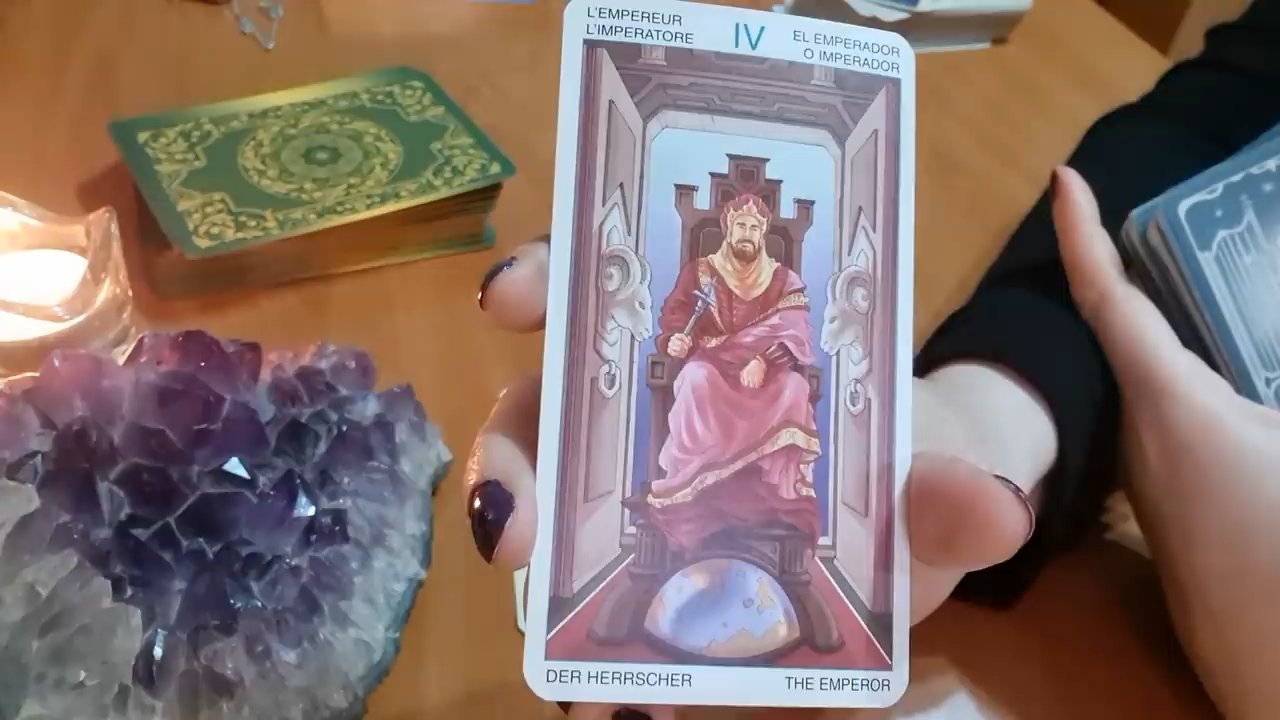 L'EMPEREUR
L'IMPERATORE
IV
EL EMPERADOR
O IMPERADOR
DER HERRSCHER
THE EMPEROR